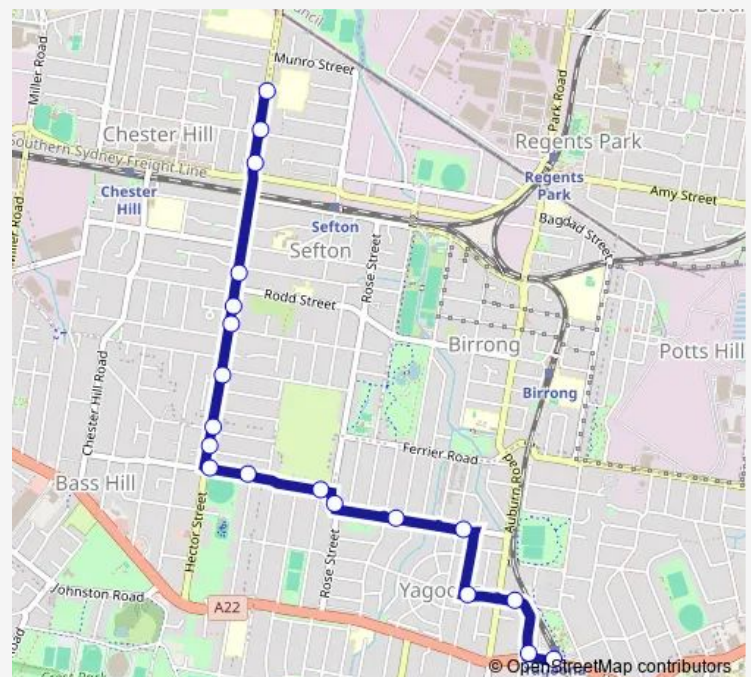 Council
Munro Street
Miller Road
Chester Hill
Park Road
Regents Park
Southern Sydney Freight Line
Regents
Park
Amy Street
Chester
Hill
Sefton
Bagdad Street
Sefton
Rose Street
Rodd Street
Birrong
Potts Hill
Birrong
Chester Hill Road
Ferrier Road
Bass Hill
Auburn Road
Hector Street
Rose Street
Johnston Road
A22
© OpenStreetMap contributors